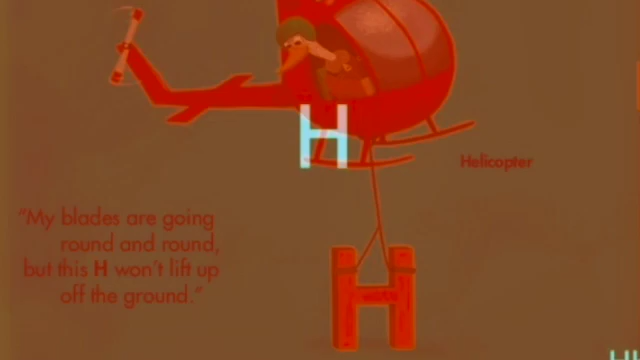 H
Helicopter
"My blades are going
round and round,
but this H won't lift up
off the ground."
H